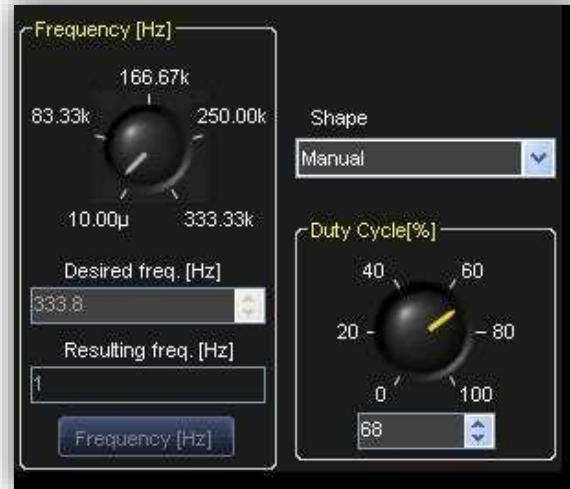 Frequency [Hz]
166.67k
83.33k
250.00k
10.00µ
333.33k
Desired freq. [Hz]
333.8
Resulting freq. [Hz]
1
Frequency [Hz]
Shape
Manual
Duty Cycle[%]
40
60
20
80
0
100
68